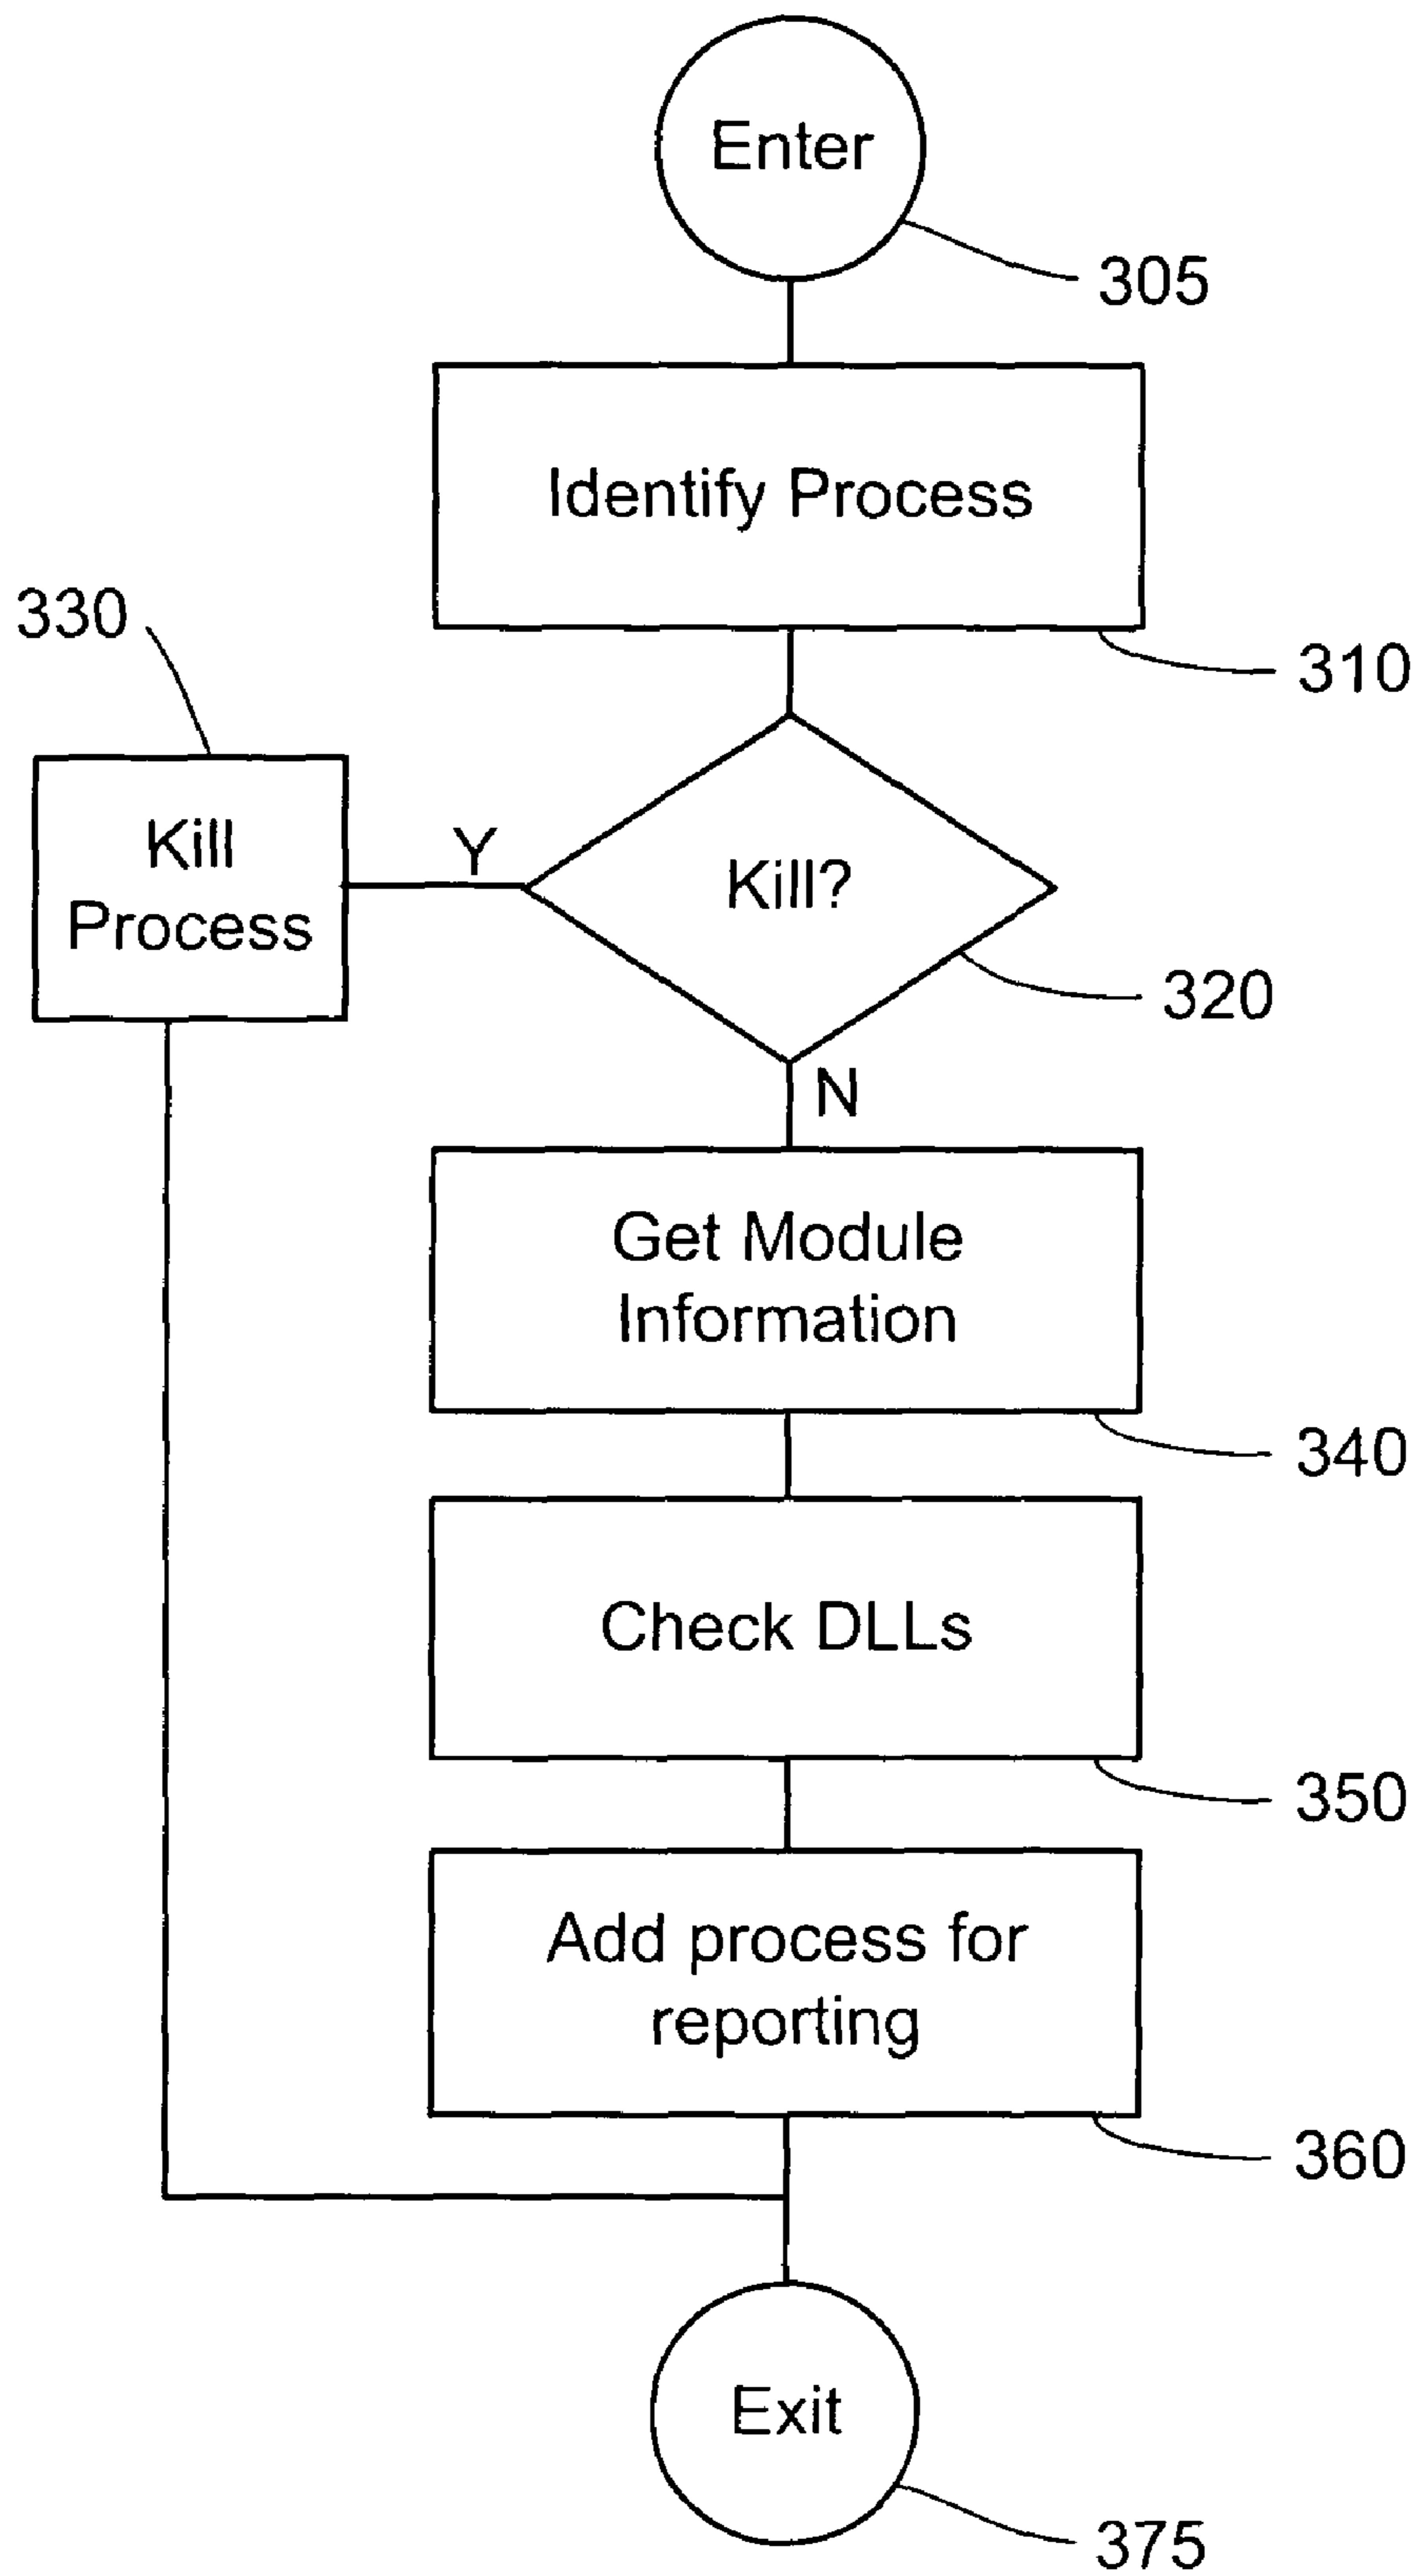 Enter
305
Identify Process
310
330
Kill
Process
Y
Kill?
320
N
Get Module
Information
340
Check DLLs
350
Add process for
reporting
360
Exit
375